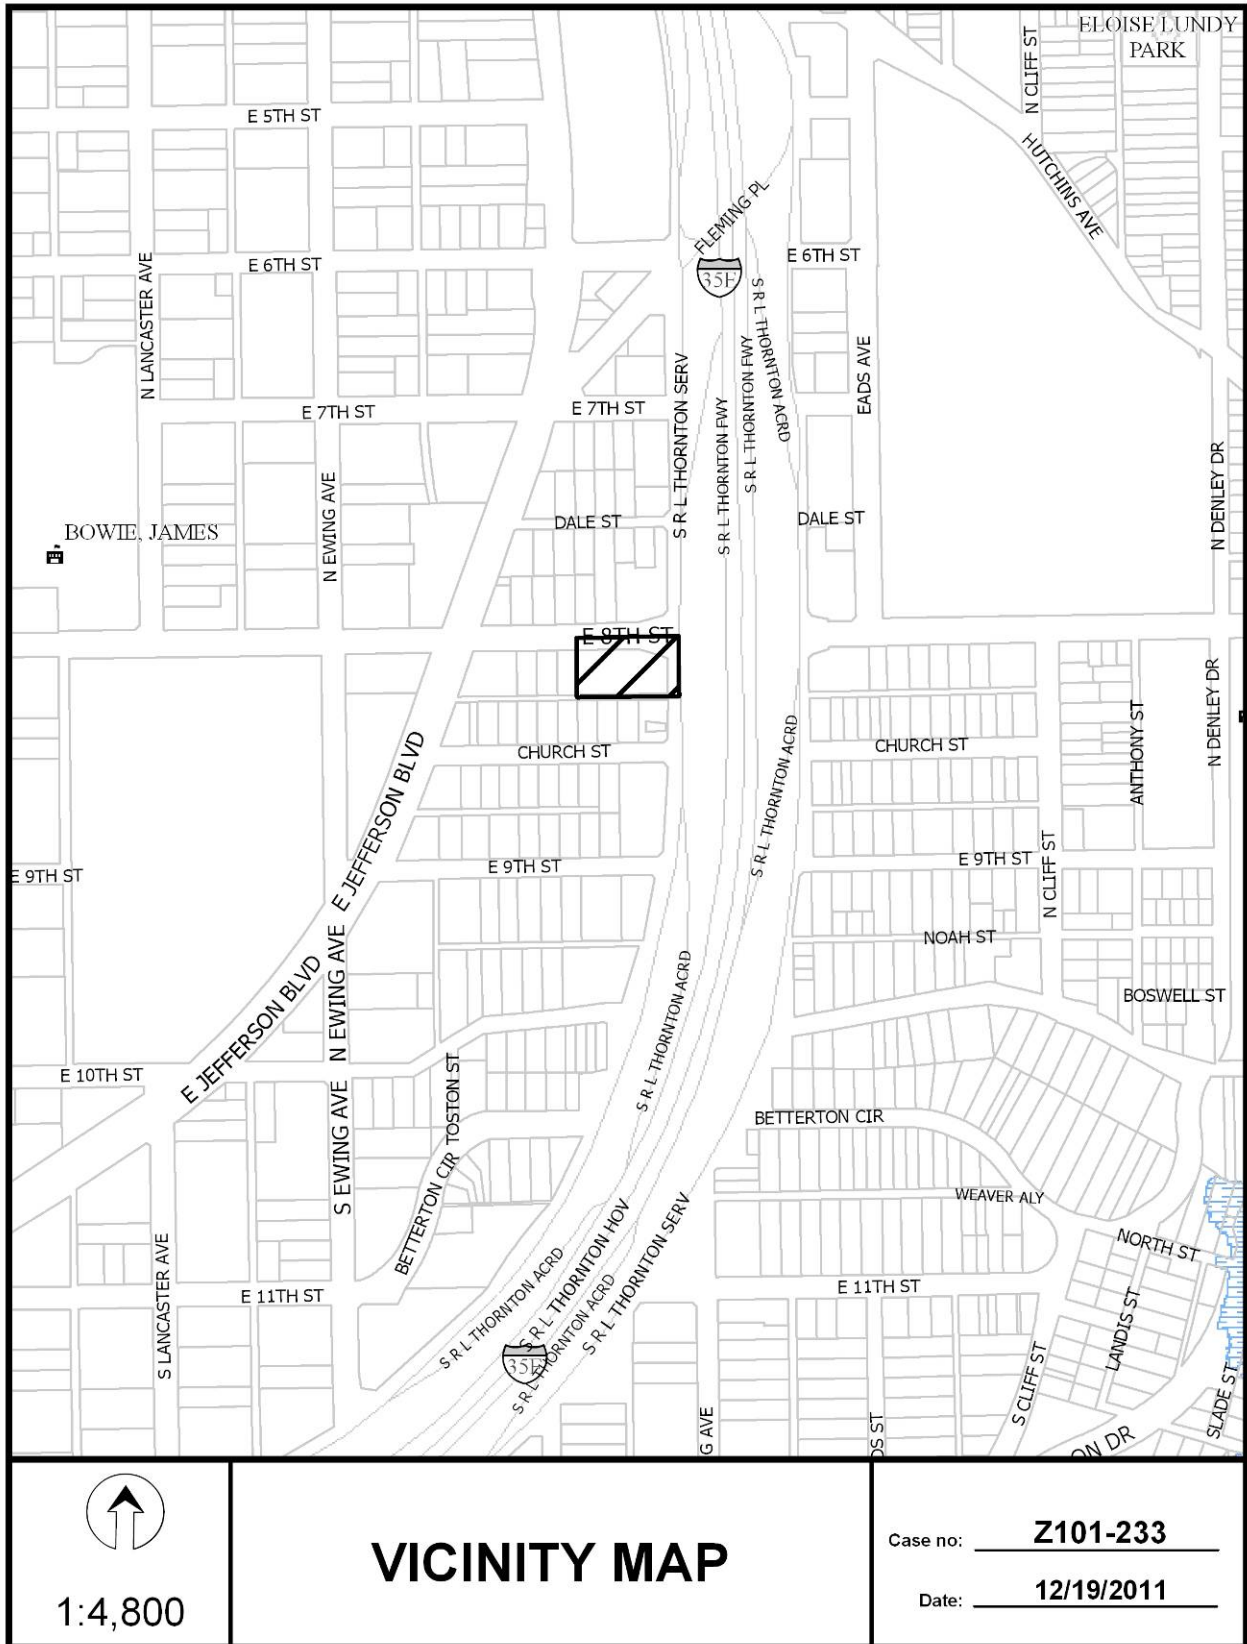 ELOISE LUNDY
PARK
N CLIFF ST
E 5TH ST
HUTCHINS AVE
FLEMING PL
E 6TH ST
E 6TH ST
N LANCASTER AVE
35E
S R L THORNTON ACRD
S R L THORNTON FWY
S R L THORNTON SERV
EADS AVE
E 7TH ST
E 7TH ST
S R L THORNTON FWY
N DENLEY DR
N EWING AVE
BOWIE, JAMES
DALE ST
DALE ST
E 8TH ST
N DENLEY DR
ANTHONY ST
CHURCH ST
CHURCH ST
S R L THORNTON ACRD
E JEFFERSON BLVD
E 9TH ST
E 9TH ST
E 9TH ST
N CLIFF ST
NOAH ST
N EWING AVE
E JEFFERSON BLVD
S R L THORNTON ACRD
BOSWELL ST
E 10TH ST
TOSTON ST
BETTERTON CIR
BETTERTON CIR
S EWING AVE
WEAVER ALY
NORTH ST
S R L THORNTON HOV
S R L THORNTON SERV
S R L THORNTON ACRD
S R L THORNTON ACRD
E 11TH ST
E 11TH ST
S LANCASTER AVE
LANDIS ST
35E
S CLIFF ST
SLADE ST
G AVE
DS ST
ON DR
1:4,800
VICINITY MAP
Case no: Z101-233
Date: 12/19/2011